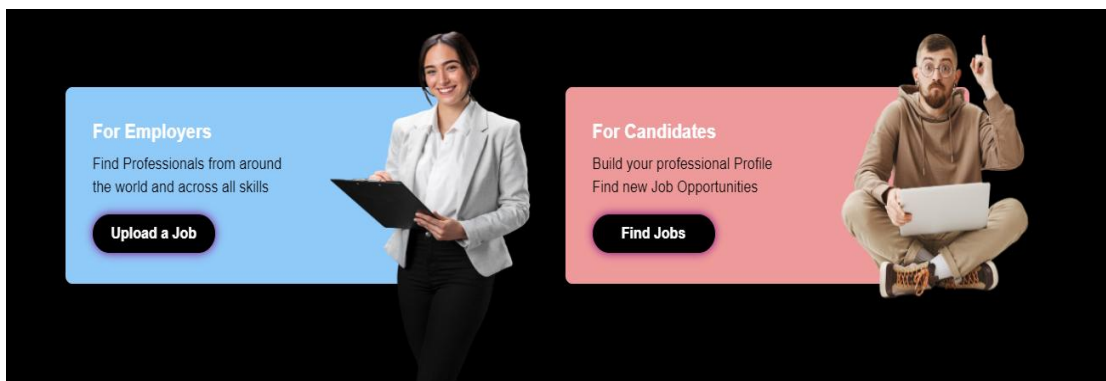 For Employers
Find Professionals from around
the world and across all skills
Upload a Job
For Candidates
Build your professional Profile
Find new Job Opportunities
Find Jobs